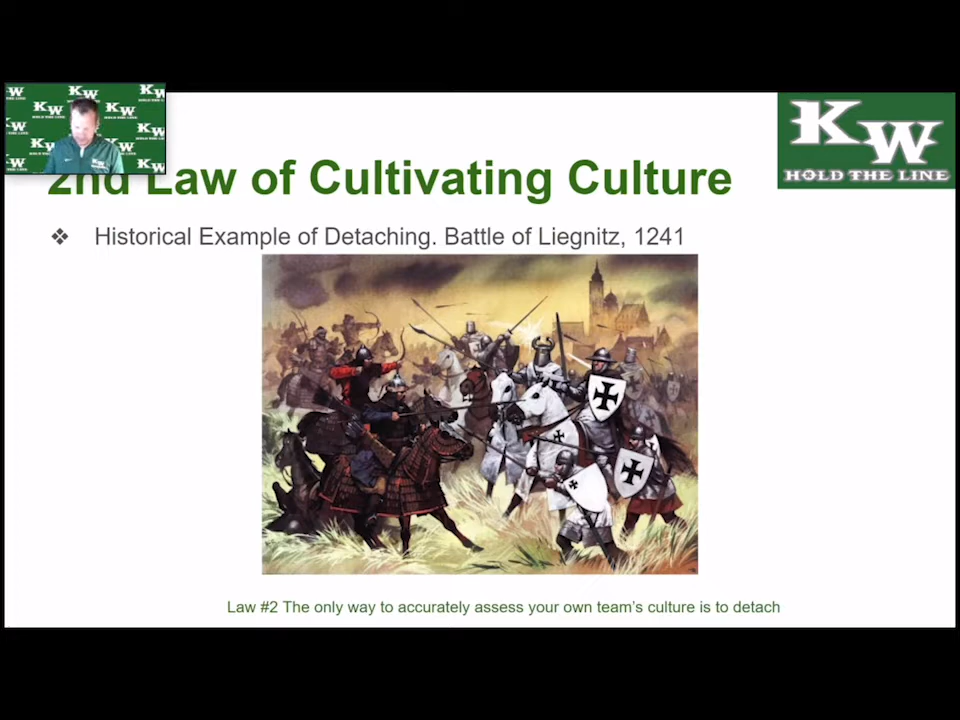 KW
HOLD THE LINE
2nd Law of Cultivating Culture
❖ Historical Example of Detaching. Battle of Liegnitz, 1241
Law #2 The only way to accurately assess your own team's culture is to detach